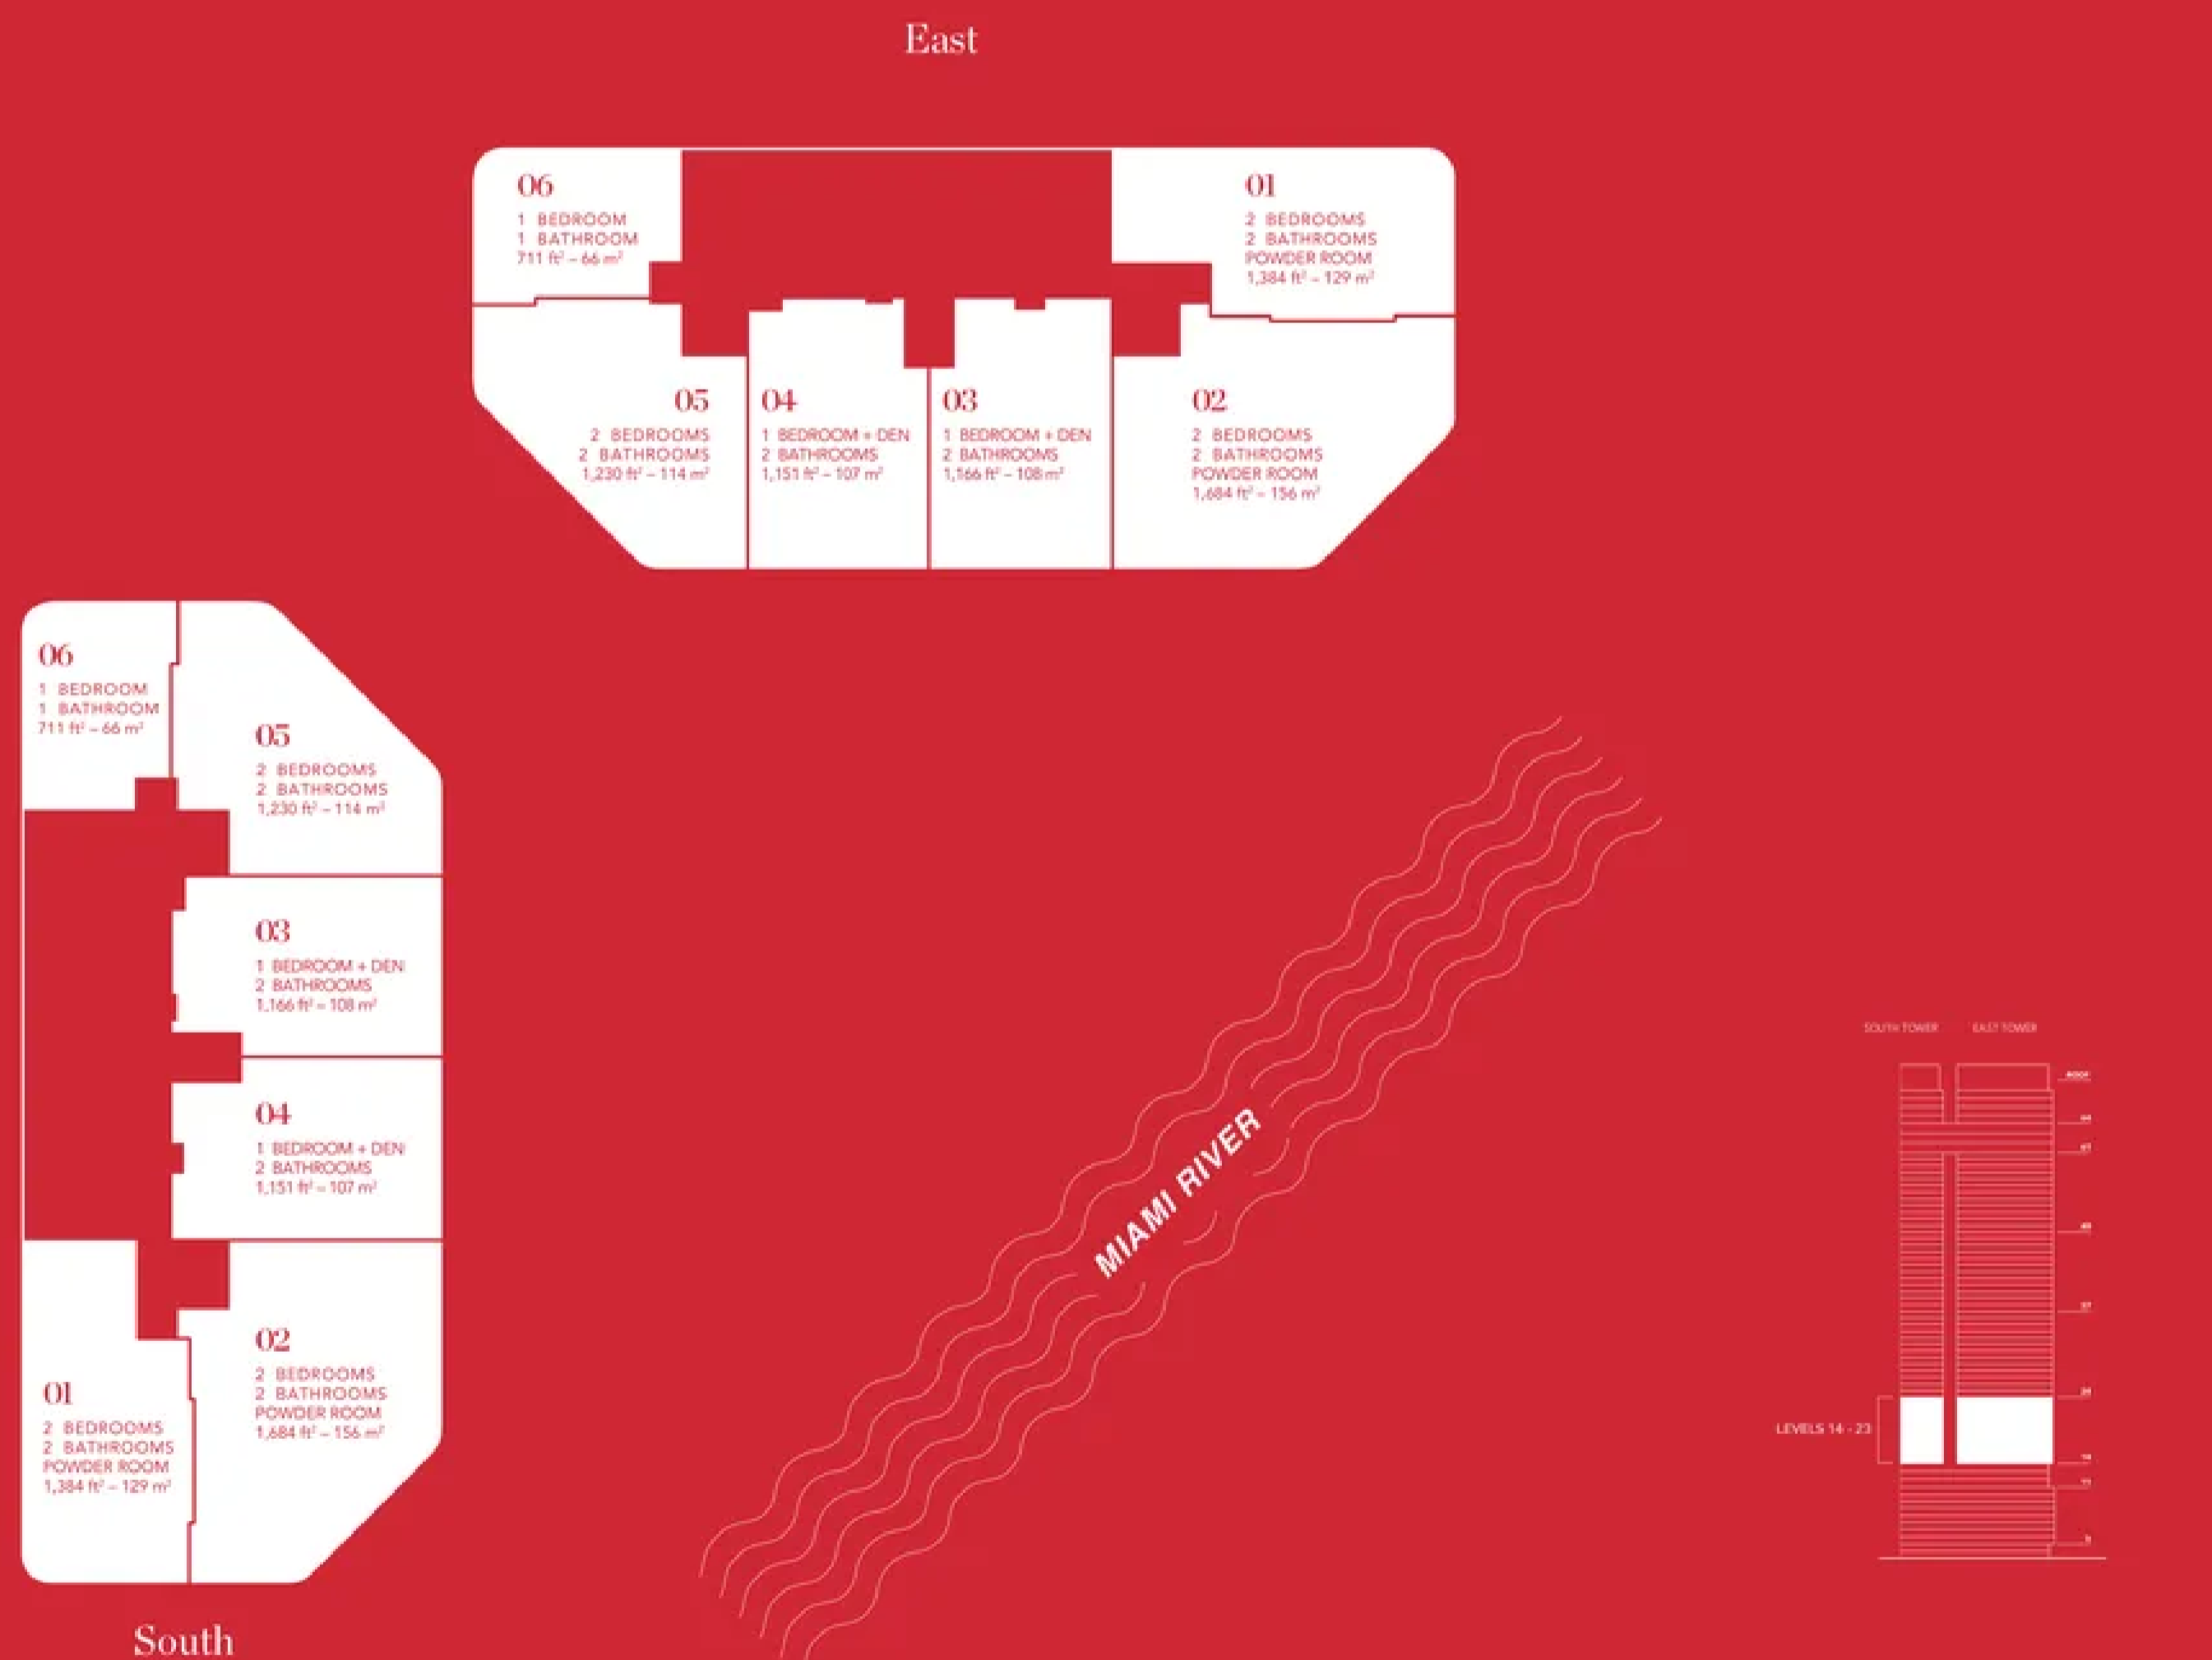 East
06
1 BEDROOM
1 BATHROOM
711 ft² – 66 m²
01
2 BEDROOMS
2 BATHROOMS
POWDER ROOM
1,384 ft² – 129 m²
05
2 BEDROOMS
2 BATHROOMS
1,230 ft² – 114 m²
04
1 BEDROOM + DEN
2 BATHROOMS
1,151 ft² – 107 m²
03
1 BEDROOM + DEN
2 BATHROOMS
1,166 ft² – 108 m²
02
2 BEDROOMS
2 BATHROOMS
POWDER ROOM
1,684 ft² – 156 m²
06
1 BEDROOM
1 BATHROOM
711 ft² – 66 m²
05
2 BEDROOMS
2 BATHROOMS
1,230 ft² – 114 m²
03
1 BEDROOM + DEN
2 BATHROOMS
1,166 ft² – 108 m²
04
1 BEDROOM + DEN
2 BATHROOMS
1,151 ft² – 107 m²
02
2 BEDROOMS
2 BATHROOMS
POWDER ROOM
1,684 ft² – 156 m²
01
2 BEDROOMS
2 BATHROOMS
POWDER ROOM
1,384 ft² – 129 m²
South
MIAMI RIVER
SOUTH TOWER EAST TOWER
ROOF
LEVELS 14 - 23